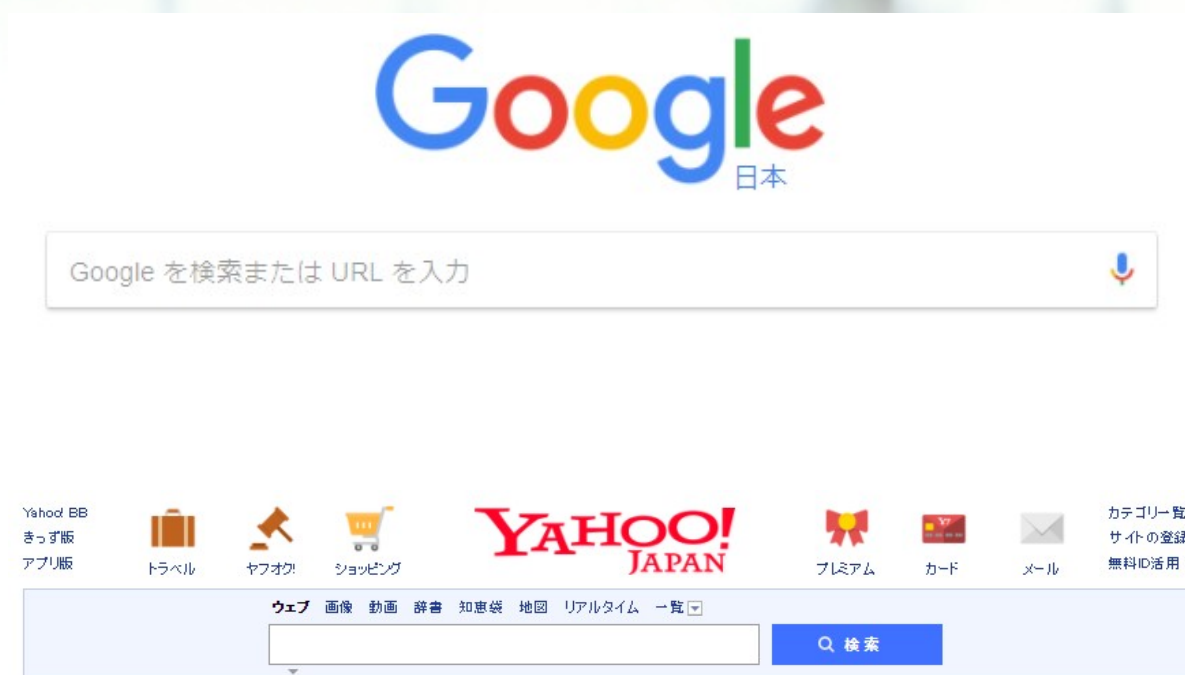 Google
日本
Google を検索または URL を入力
Yahoo! BB
きっず版
アプリ版
トラベル
ヤフオク!
ショッピング
YAHOO!
JAPAN
プレミアム
Y!
カード
メール
カテゴリー覧
サイトの登録
無料ID活用
ウェブ 画像 動画 辞書 知恵袋 地図 リアルタイム 一覧
検索